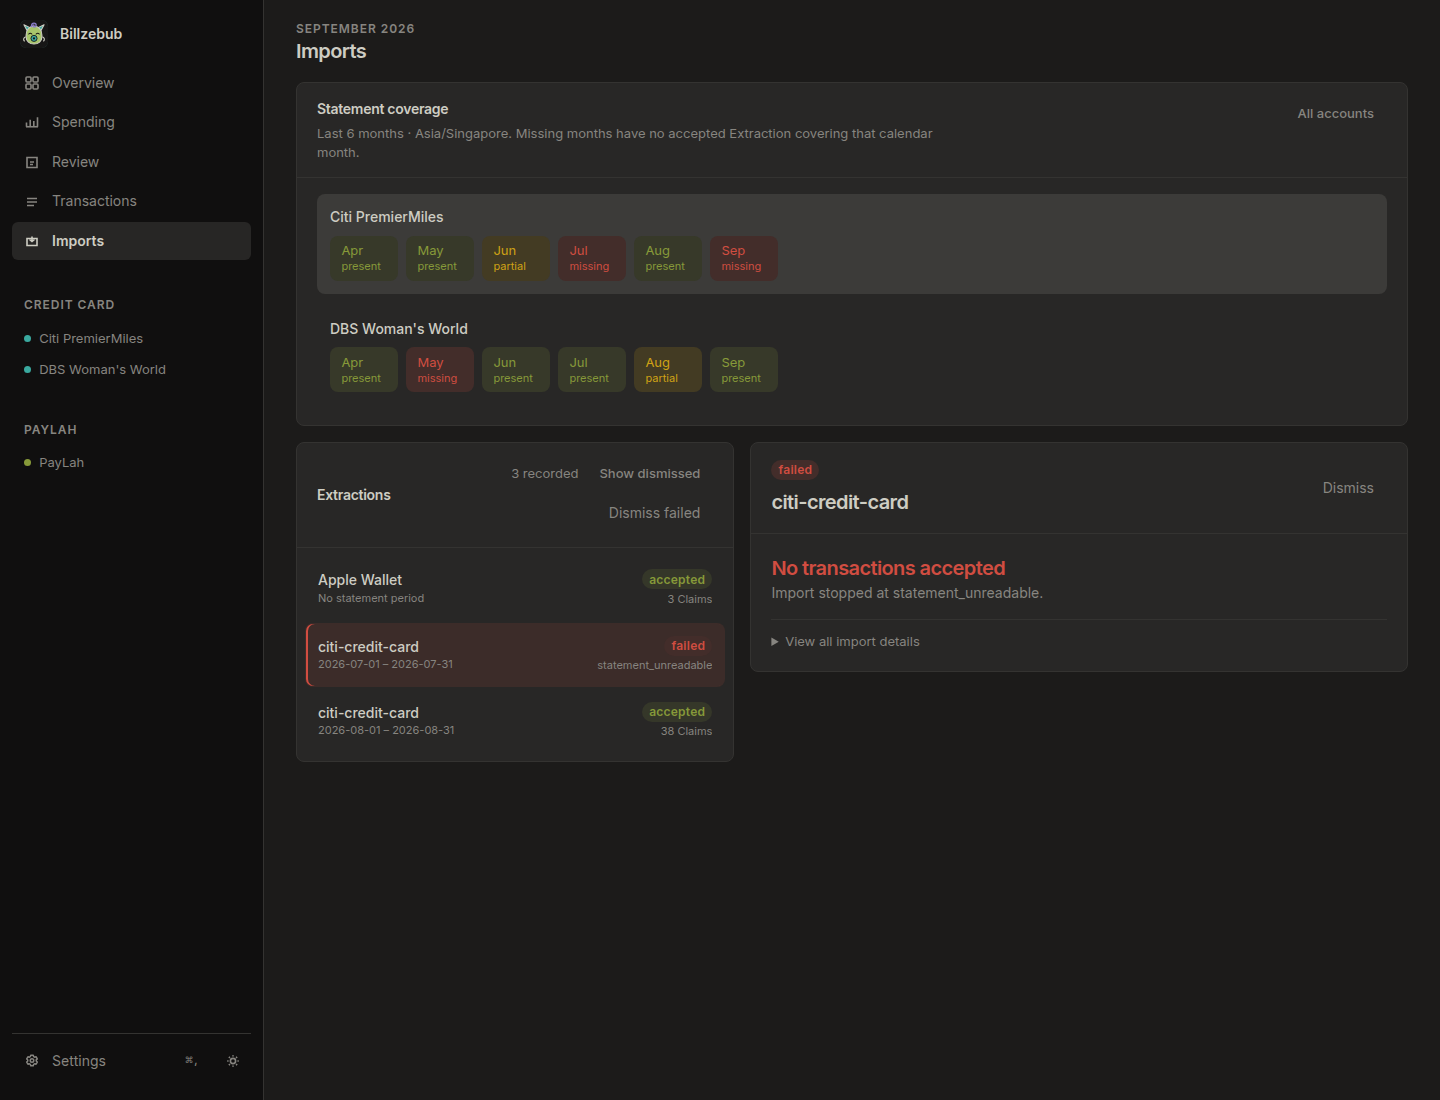 Billzebub
Overview
Spending
Review
Transactions
Imports
CREDIT CARD
Citi PremierMiles
DBS Woman's World
PAYLAH
PayLah
Settings
⌘,
SEPTEMBER 2026
Imports
Statement coverage
Last 6 months · Asia/Singapore. Missing months have no accepted Extraction covering that calendar
month.
All accounts
Citi PremierMiles
Apr May Jun Jul Aug Sep
present present partial missing present missing
DBS Woman's World
Apr May Jun Jul Aug Sep
present missing present present partial present
Extractions
3 recorded Show dismissed
Dismiss failed
Apple Wallet accepted
No statement period 3 Claims
citi-credit-card failed
2026-07-01 – 2026-07-31 statement_unreadable
citi-credit-card accepted
2026-08-01 – 2026-08-31 38 Claims
failed
citi-credit-card
Dismiss
No transactions accepted
Import stopped at statement_unreadable.
View all import details